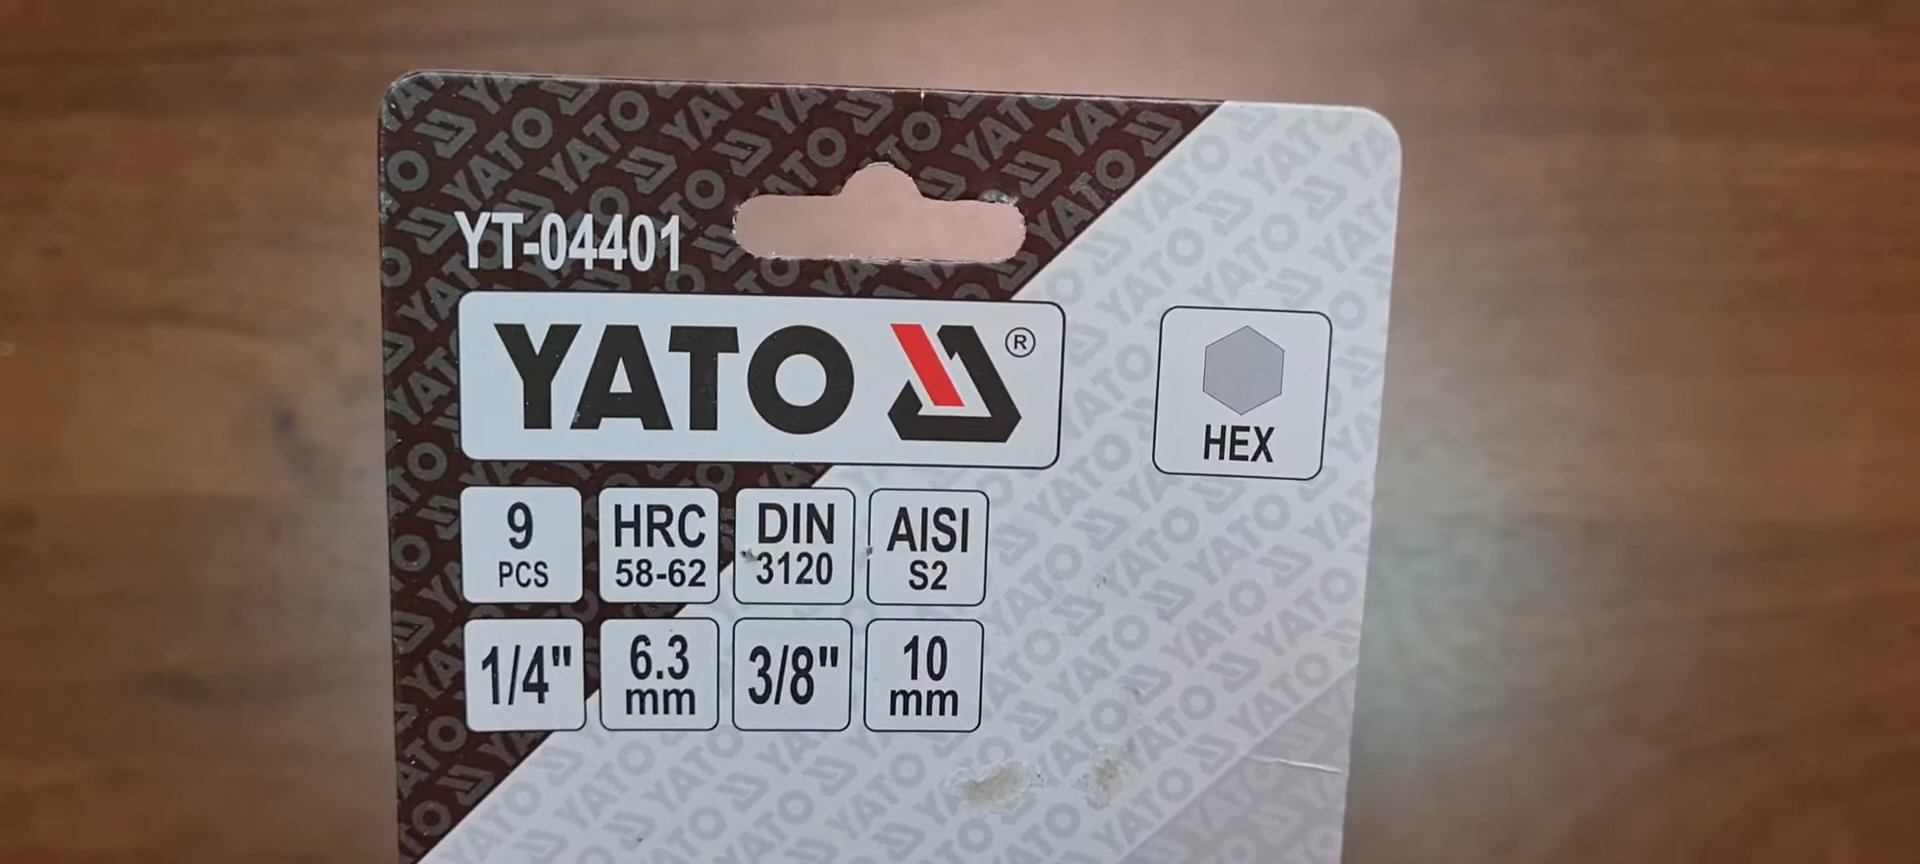 YT-04401
YATO ®
HEX
9
PCS
HRC
58-62
DIN
3120
AISI
S2
1/4"
6.3
mm
3/8"
10
mm